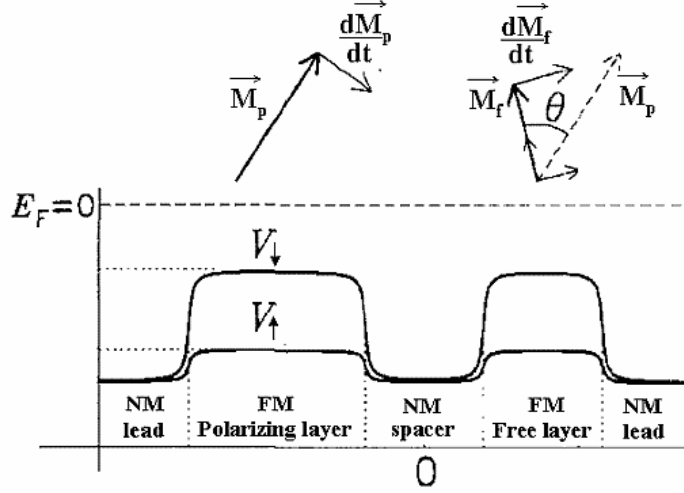 dM_p
dt
M_p
dM_f
dt
M_f
θ
M_p
E_F=0
V↓
V↑
NM
lead
FM
Polarizing layer
NM
spacer
FM
Free layer
NM
lead
0